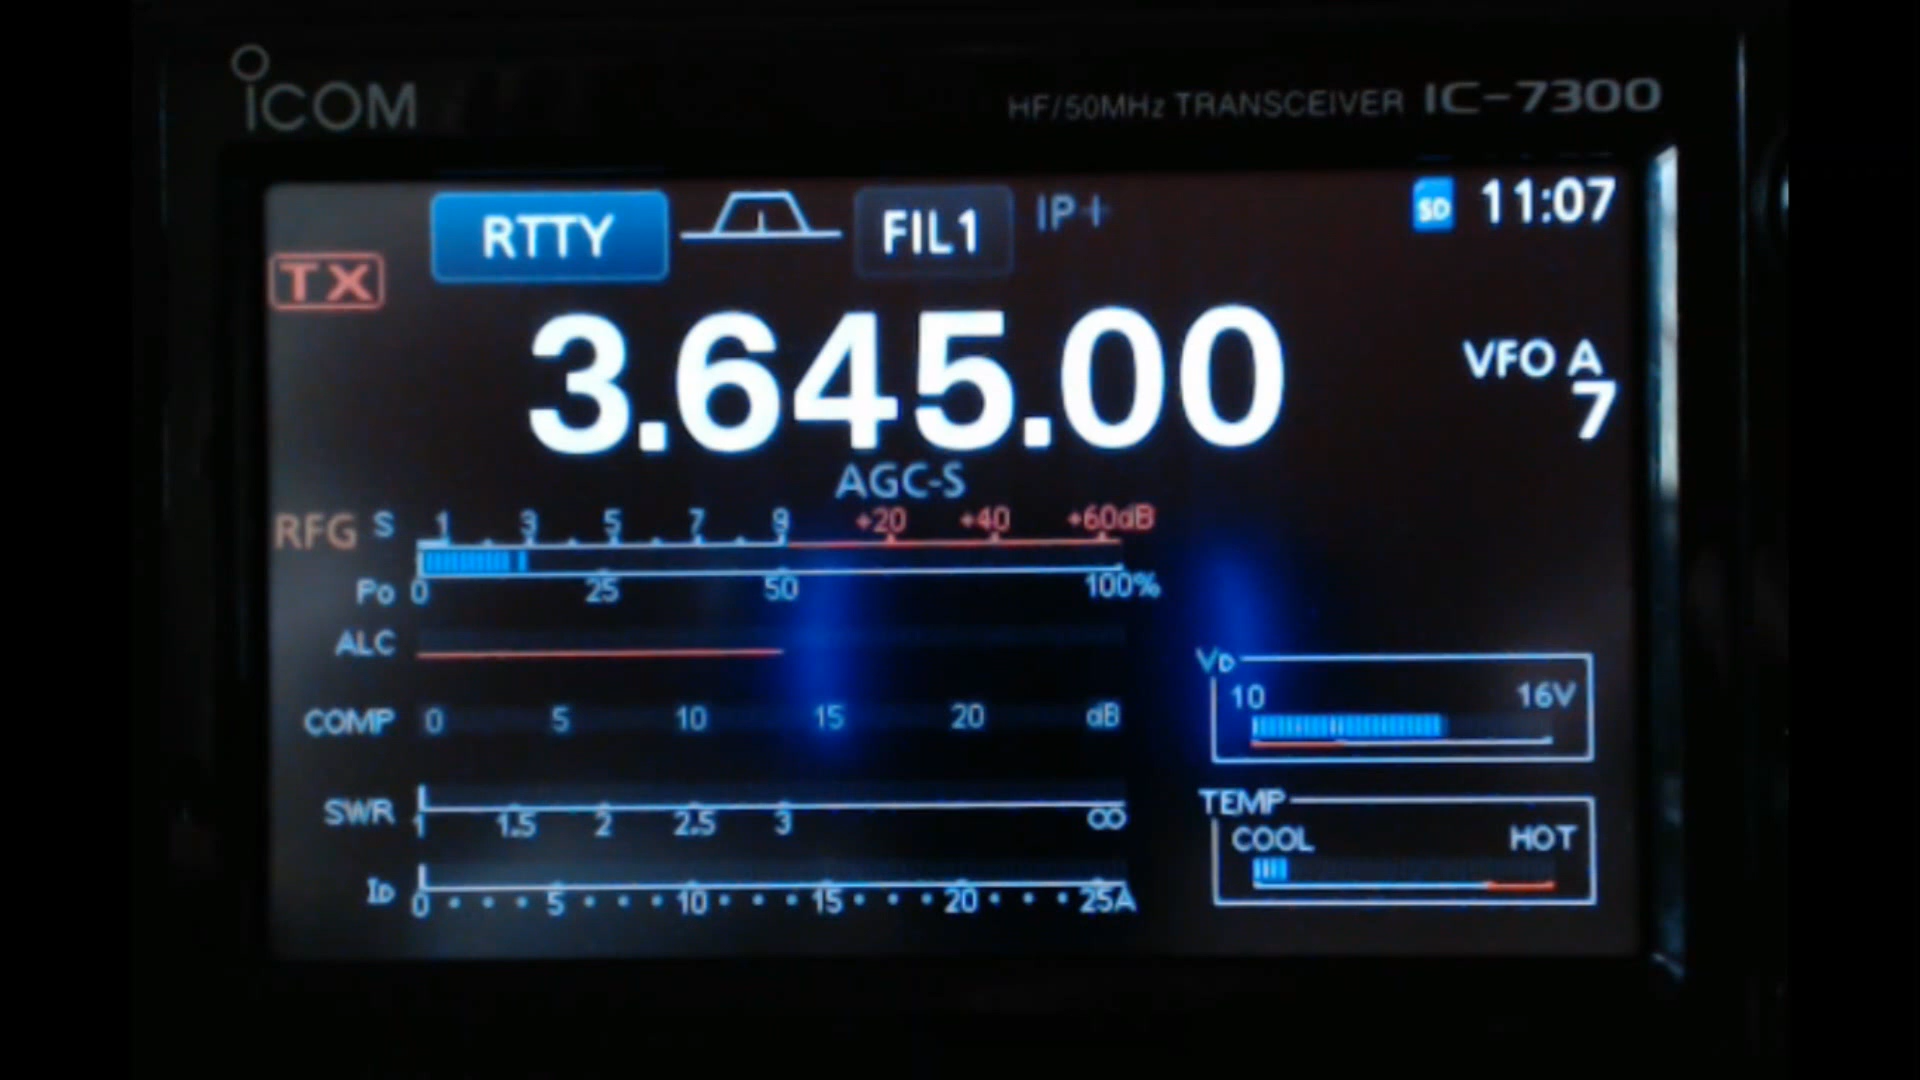 ICOM
HF/50MHz TRANSCEIVER IC-7300
RTTY FIL1 IP+ SD 11:07
TX
3.645.00
VFO A
7
AGC-S
RFG S 1 3 5 7 9 +20 +40 +60dB
Po 0 25 50 100%
ALC
VD
10 16V
COMP 0 5 10 15 20 dB
TEMP
SWR 1 1.5 2 2.5 3 ∞
COOL HOT
ID 0 5 10 15 20 25A